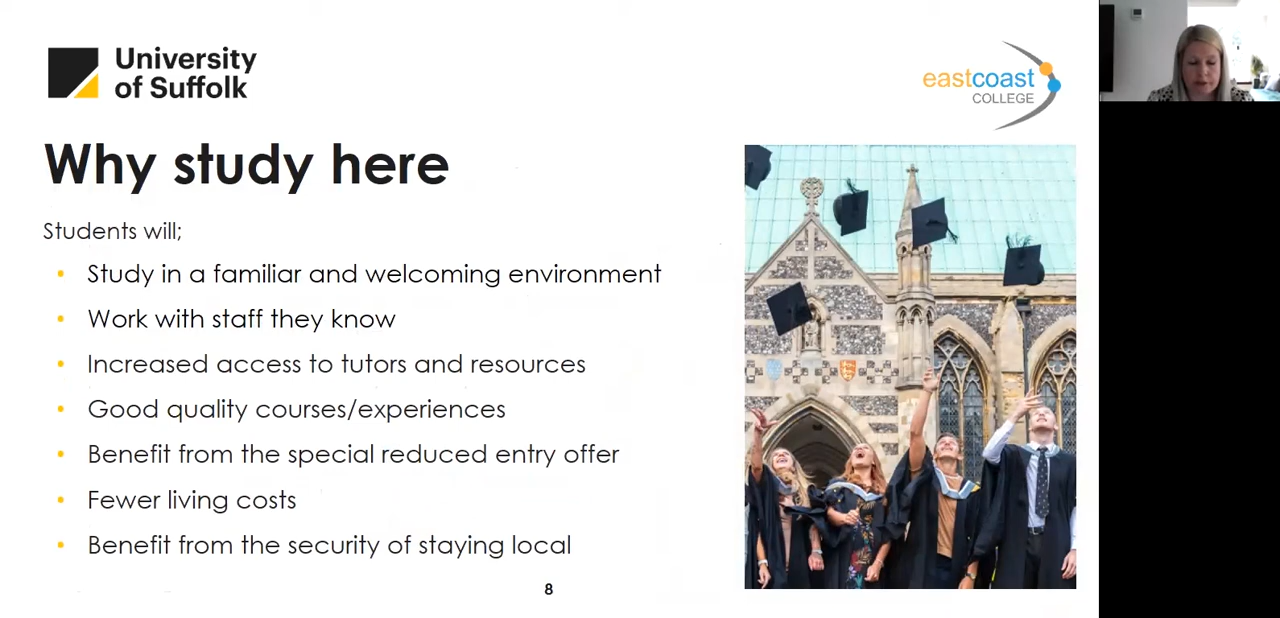 University
of Suffolk
eastcoast
COLLEGE
Why study here
Students will;
• Study in a familiar and welcoming environment
• Work with staff they know
• Increased access to tutors and resources
• Good quality courses/experiences
• Benefit from the special reduced entry offer
• Fewer living costs
• Benefit from the security of staying local
8